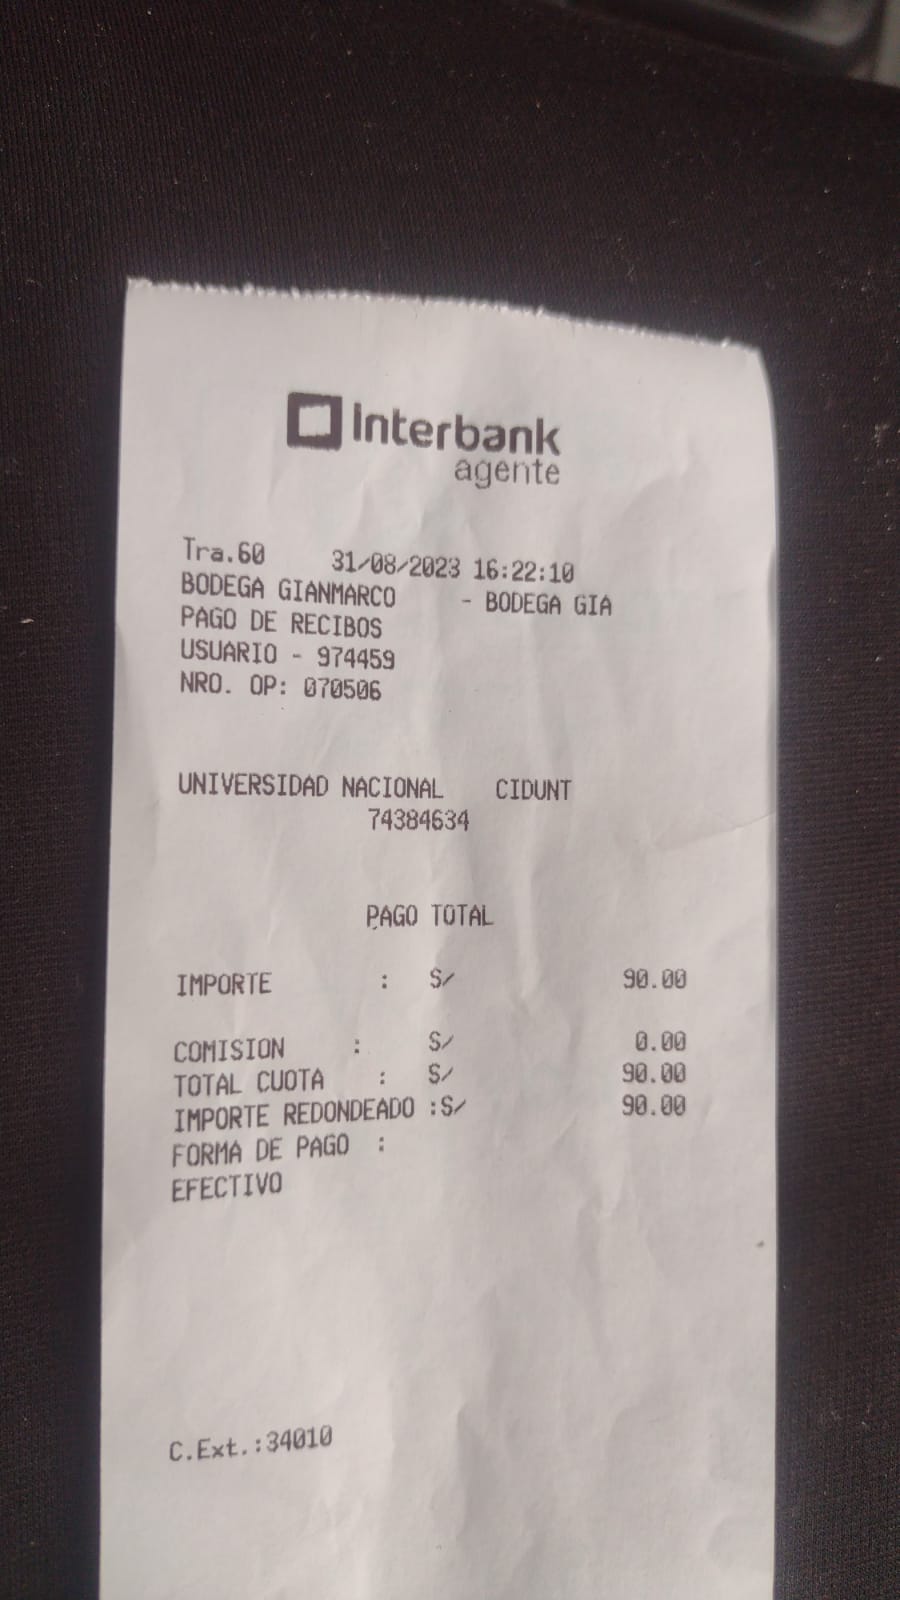 Interbank
agente
Tra.60 31/08/2023 16:22:10
BODEGA GIANMARCO - BODEGA GIA
PAGO DE RECIBOS
USUARIO - 974459
NRO. OP: 070506
UNIVERSIDAD NACIONAL CIDUNT
74384634
PAGO TOTAL
IMPORTE : S/ 90.00
COMISION : S/ 0.00
TOTAL CUOTA : S/ 90.00
IMPORTE REDONDEADO :S/ 90.00
FORMA DE PAGO :
EFECTIVO
C.Ext.:34010